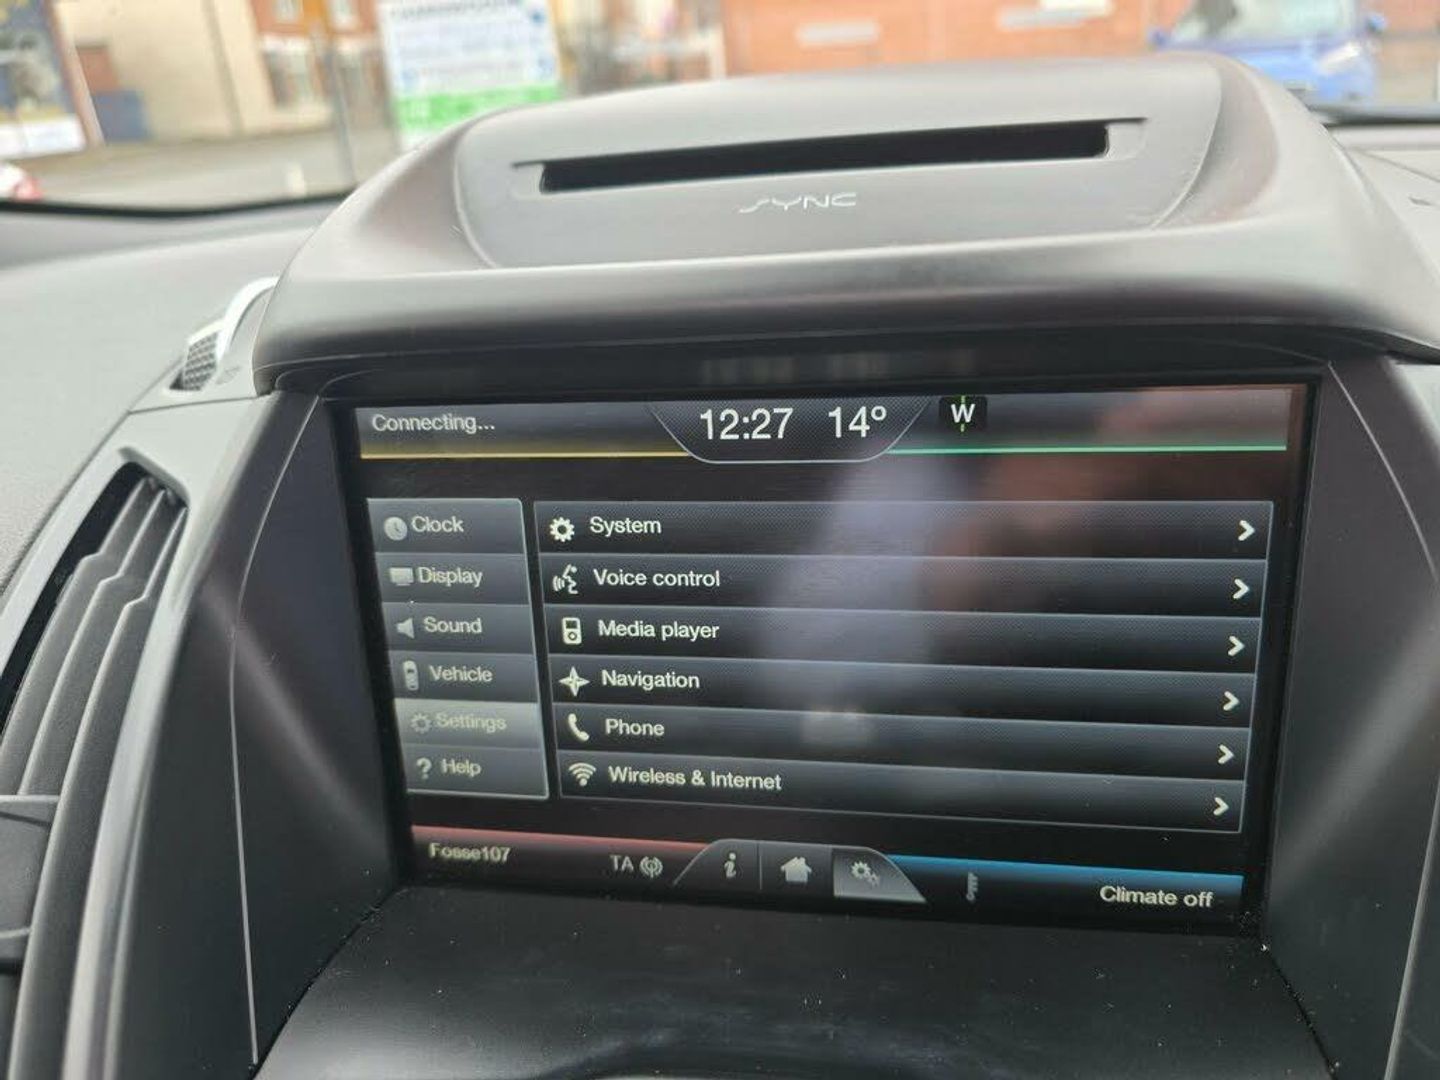 SYNC
Connecting...
12:27 14° W
Clock
Display
Sound
Vehicle
Settings
Help
System
Voice control
Media player
Navigation
Phone
Wireless & Internet
Fosse107
TA
i
Climate off